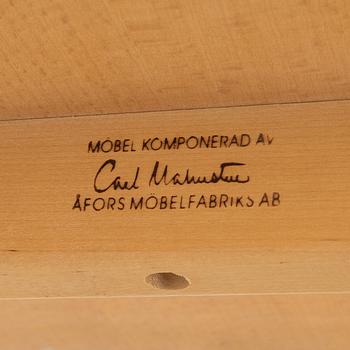 MÖBEL KOMPONERAD AV
Carl Malmsten
ÅFORS MÖBELFABRIKS AB